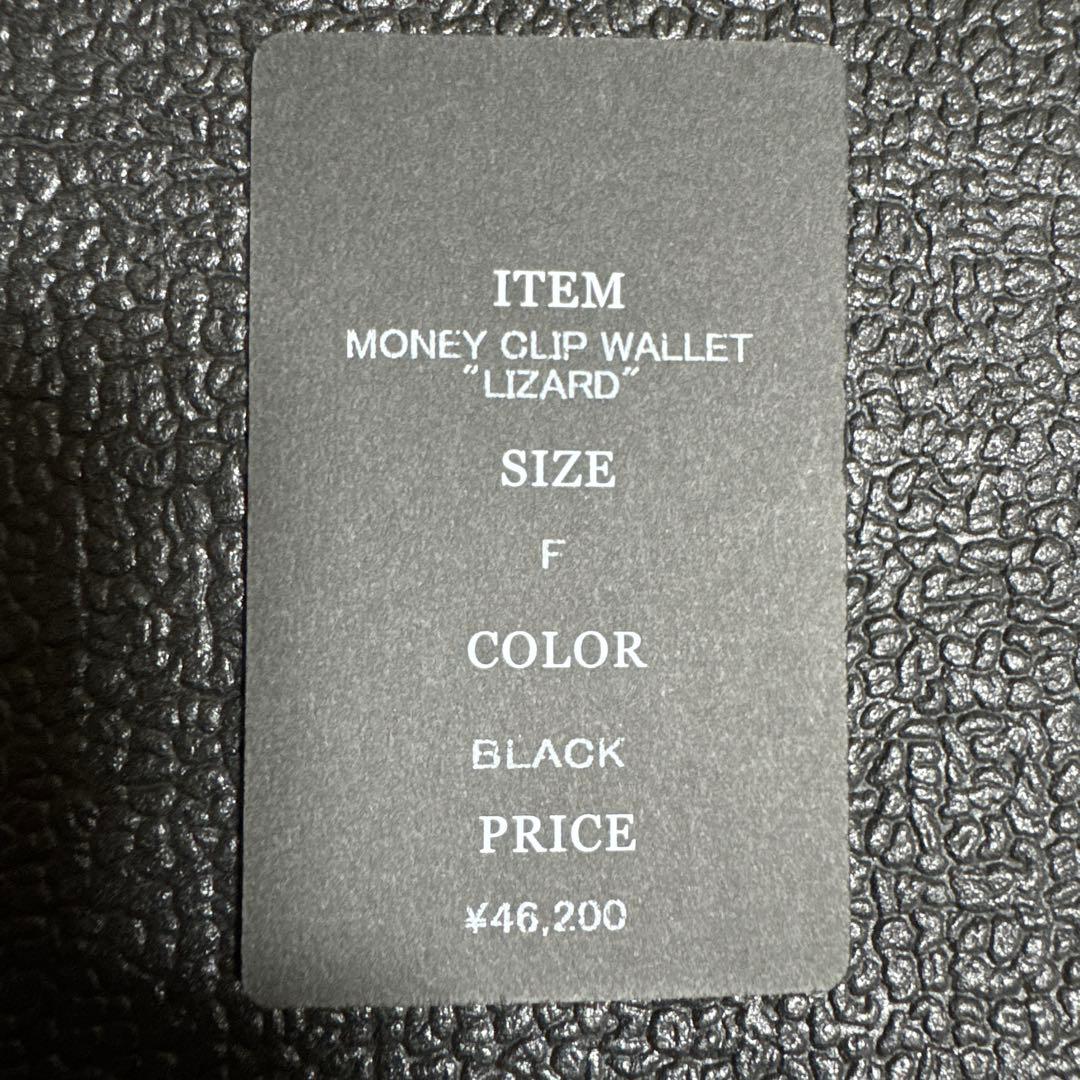 ITEM
MONEY CLIP WALLET
"LIZARD"
SIZE
F
COLOR
BLACK
PRICE
¥46,200